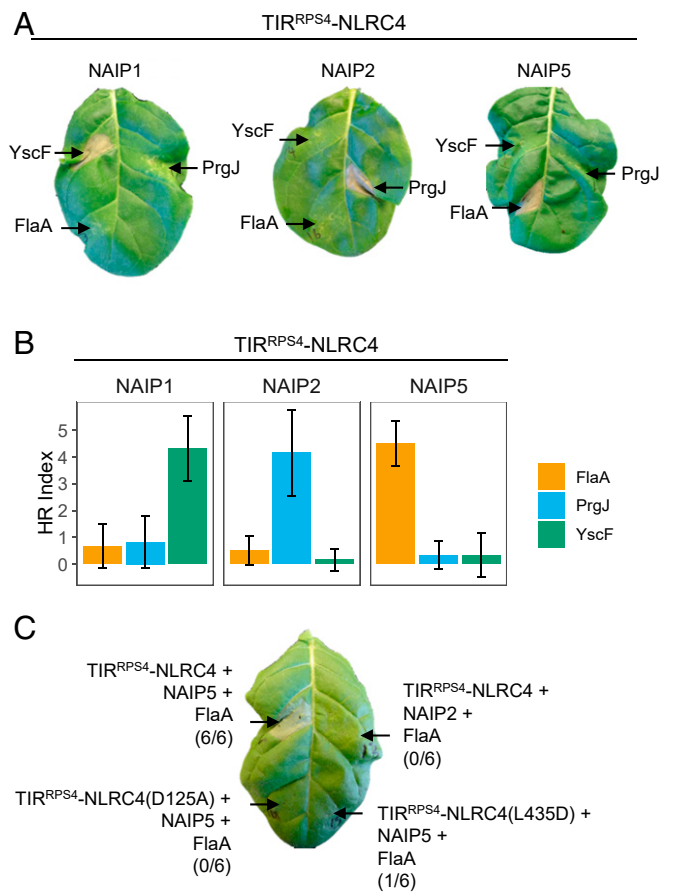 A
TIRRPS4-NLRC4
NAIP1
NAIP2
NAIP5
YscF
PrgJ
FlaA
YscF
PrgJ
FlaA
YscF
PrgJ
FlaA
B
TIRRPS4-NLRC4
NAIP1
NAIP2
NAIP5
HR Index
5
4
3
2
1
0
FlaA
PrgJ
YscF
C
TIRRPS4-NLRC4 +
NAIP5 +
FlaA
(6/6)
TIRRPS4-NLRC4 +
NAIP2 +
FlaA
(0/6)
TIRRPS4-NLRC4(D125A) +
NAIP5 +
FlaA
(0/6)
TIRRPS4-NLRC4(L435D) +
NAIP5 +
FlaA
(1/6)